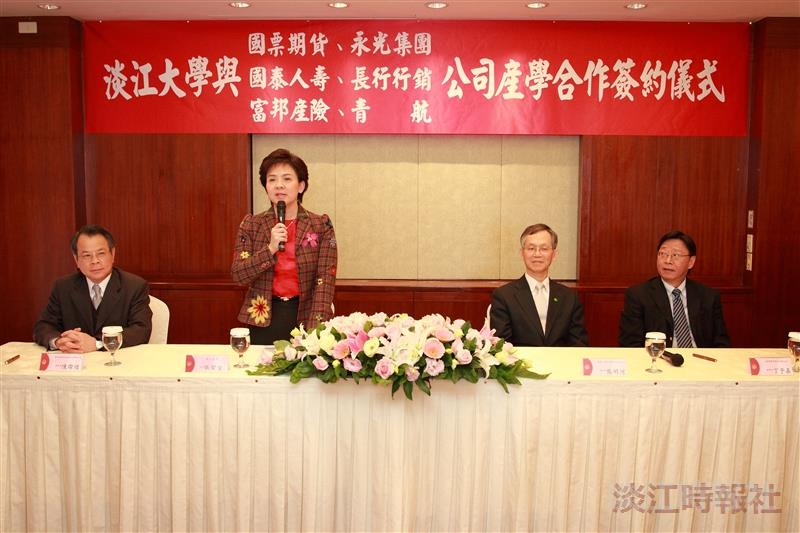 淡江大學與
國票期貨、永光集團
國泰人壽、長行行銷
富邦產險、青航
公司產學合作簽約儀式
淡江時報社